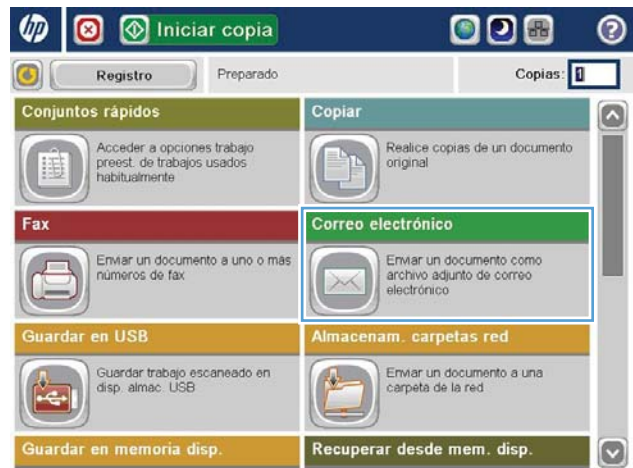 hp
Iniciar copia
?
Registro
Preparado
Copias: 1
Conjuntos rápidos
Acceder a opciones trabajo
preest. de trabajos usados
habitualmente
Copiar
Realice copias de un documento
original
Fax
Enviar un documento a uno o más
números de fax
Correo electrónico
Enviar un documento como
archivo adjunto de correo
electrónico
Guardar en USB
Guardar trabajo escaneado en
disp. almac. USB
Almacenam. carpetas red
Enviar un documento a una
carpeta de la red
Guardar en memoria disp.
Recuperar desde mem. disp.